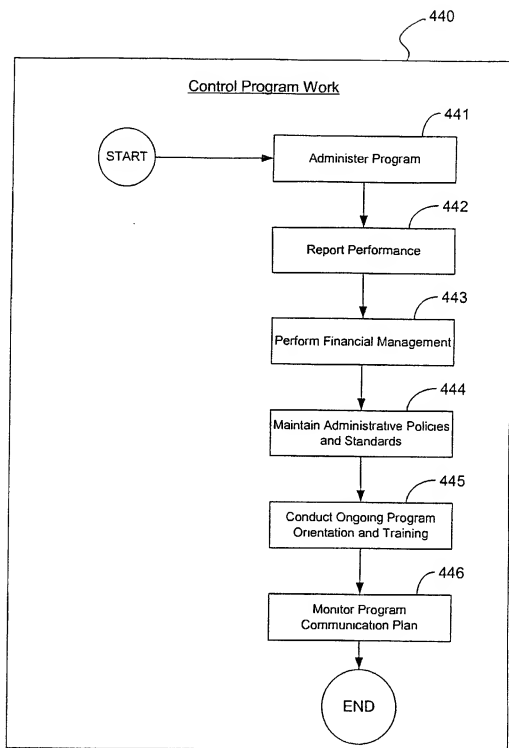 440
Control Program Work
441
START
Administer Program
442
Report Performance
443
Perform Financial Management
444
Maintain Administrative Policies
and Standards
445
Conduct Ongoing Program
Orientation and Training
446
Monitor Program
Communication Plan
END